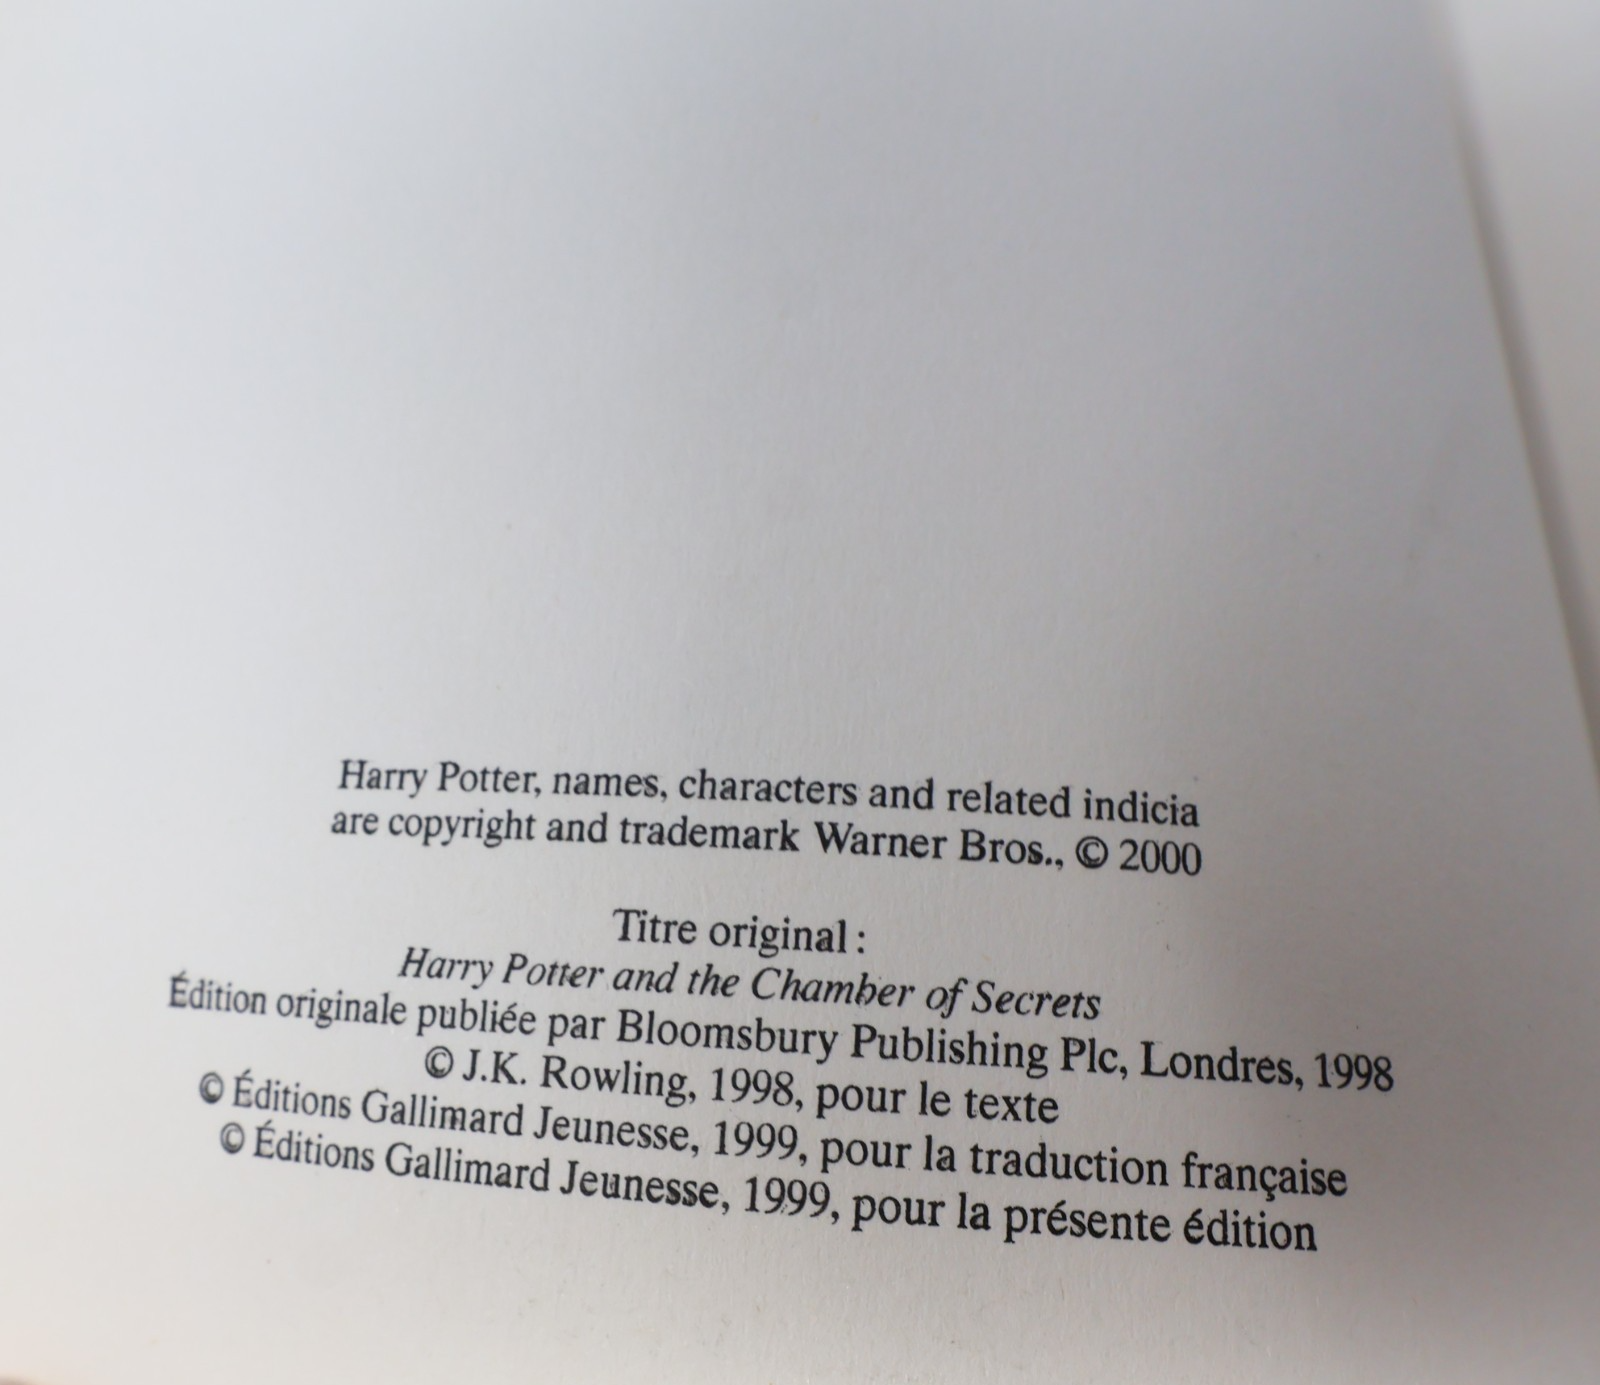 Harry Potter, names, characters and related indicia
are copyright and trademark Warner Bros., © 2000
Titre original :
Harry Potter and the Chamber of Secrets
Édition originale publiée par Bloomsbury Publishing Plc, Londres, 1998
© J.K. Rowling, 1998, pour le texte
© Éditions Gallimard Jeunesse, 1999, pour la traduction française
© Éditions Gallimard Jeunesse, 1999, pour la présente édition